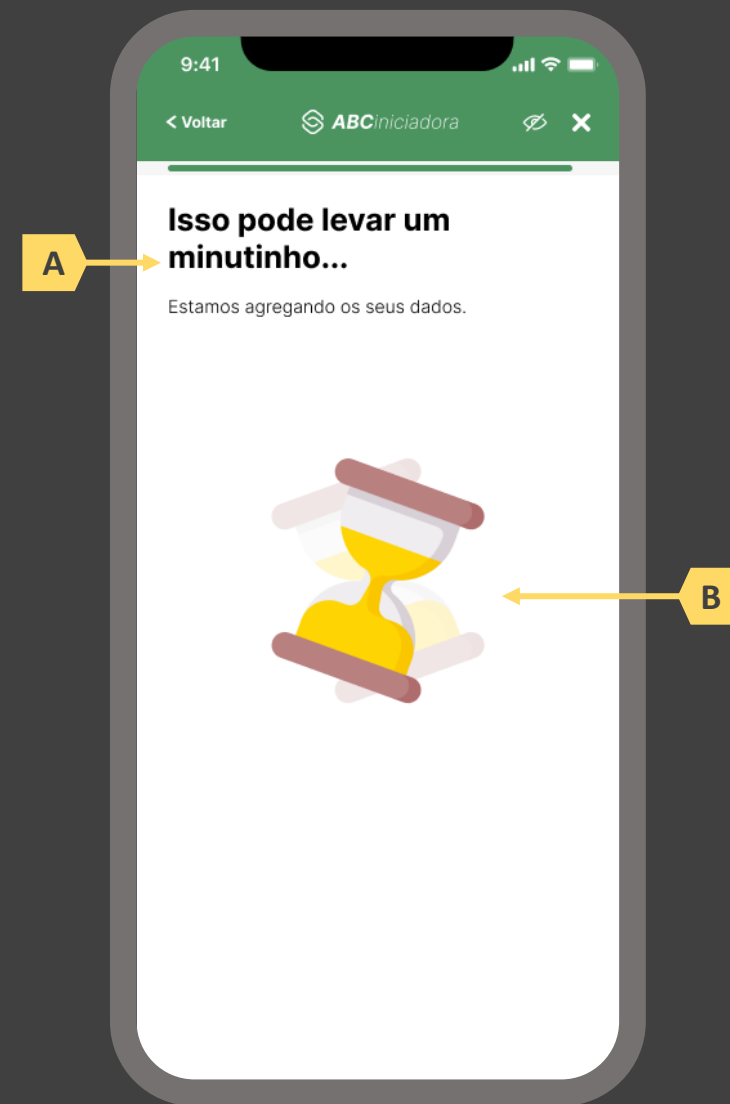 9:41
< Voltar ABCiniciadora
Isso pode levar um
minutinho...
A
Estamos agregando os seus dados.
B